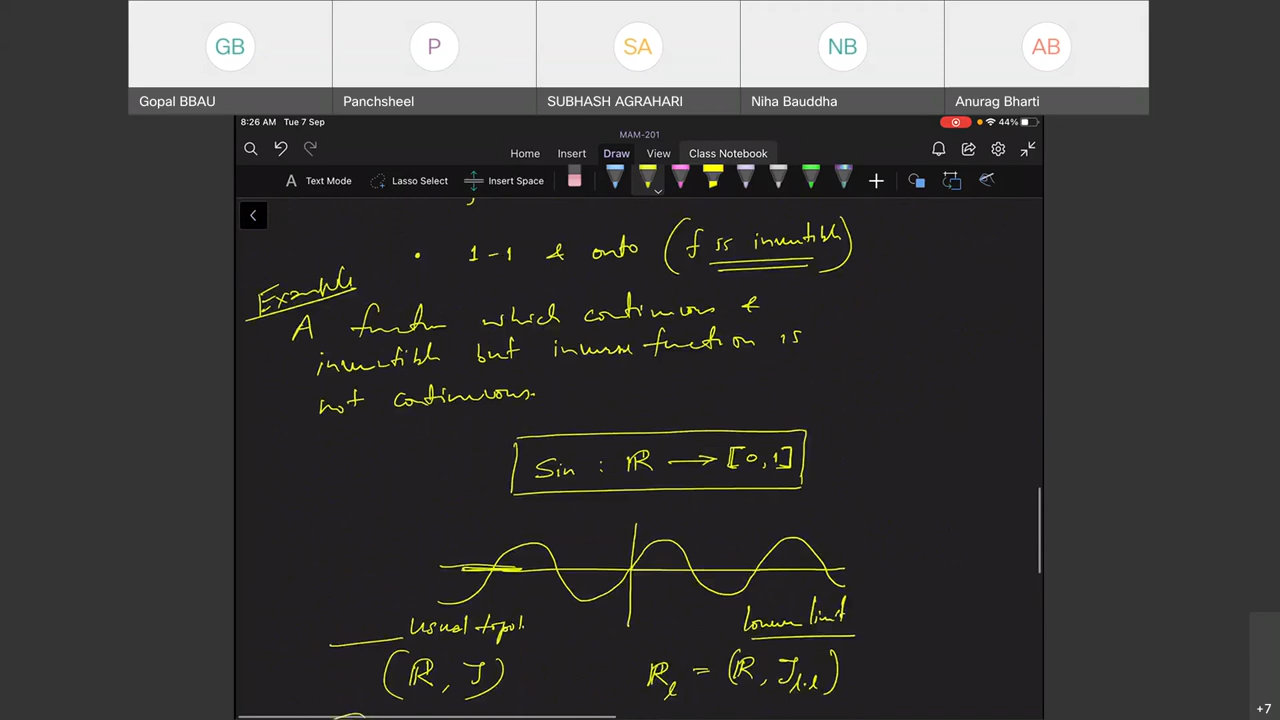 GB P SA NB AB
Gopal BBAU Panchsheel SUBHASH AGRAHARI Niha Bauddha Anurag Bharti
8:26 AM Tue 7 Sep 44%
MAM-201
Home Insert Draw View Class Notebook
Text Mode Lasso Select Insert Space
• 1-1 & onto (f is invertible)
Example
A function which continuous &
invertible but inverse function is
not continuous.
Sin : ℝ → [0,1]
Usual topol. Lower limit
(ℝ, J) ℝ_l = (ℝ, J_l.l)
+7